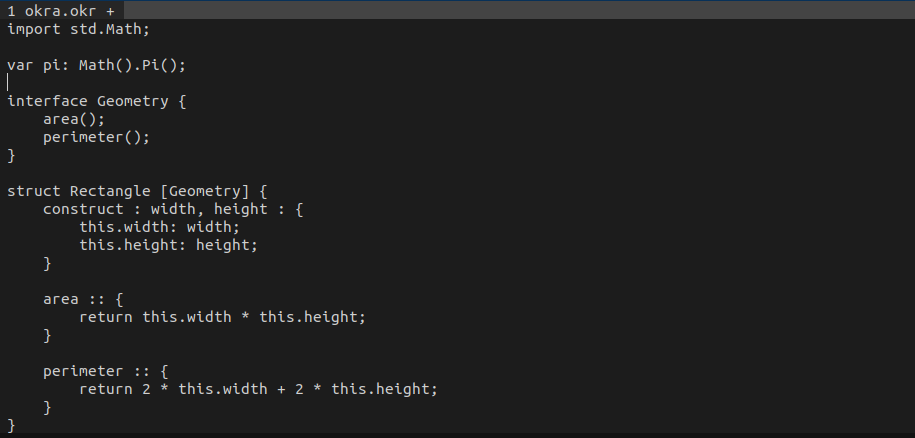 1 okra.okr +
import std.Math;
var pi: Math().Pi();
interface Geometry {
    area();
    perimeter();
}
struct Rectangle [Geometry] {
    construct : width, height : {
        this.width: width;
        this.height: height;
    }
    area :: {
        return this.width * this.height;
    }
    perimeter :: {
        return 2 * this.width + 2 * this.height;
    }
}